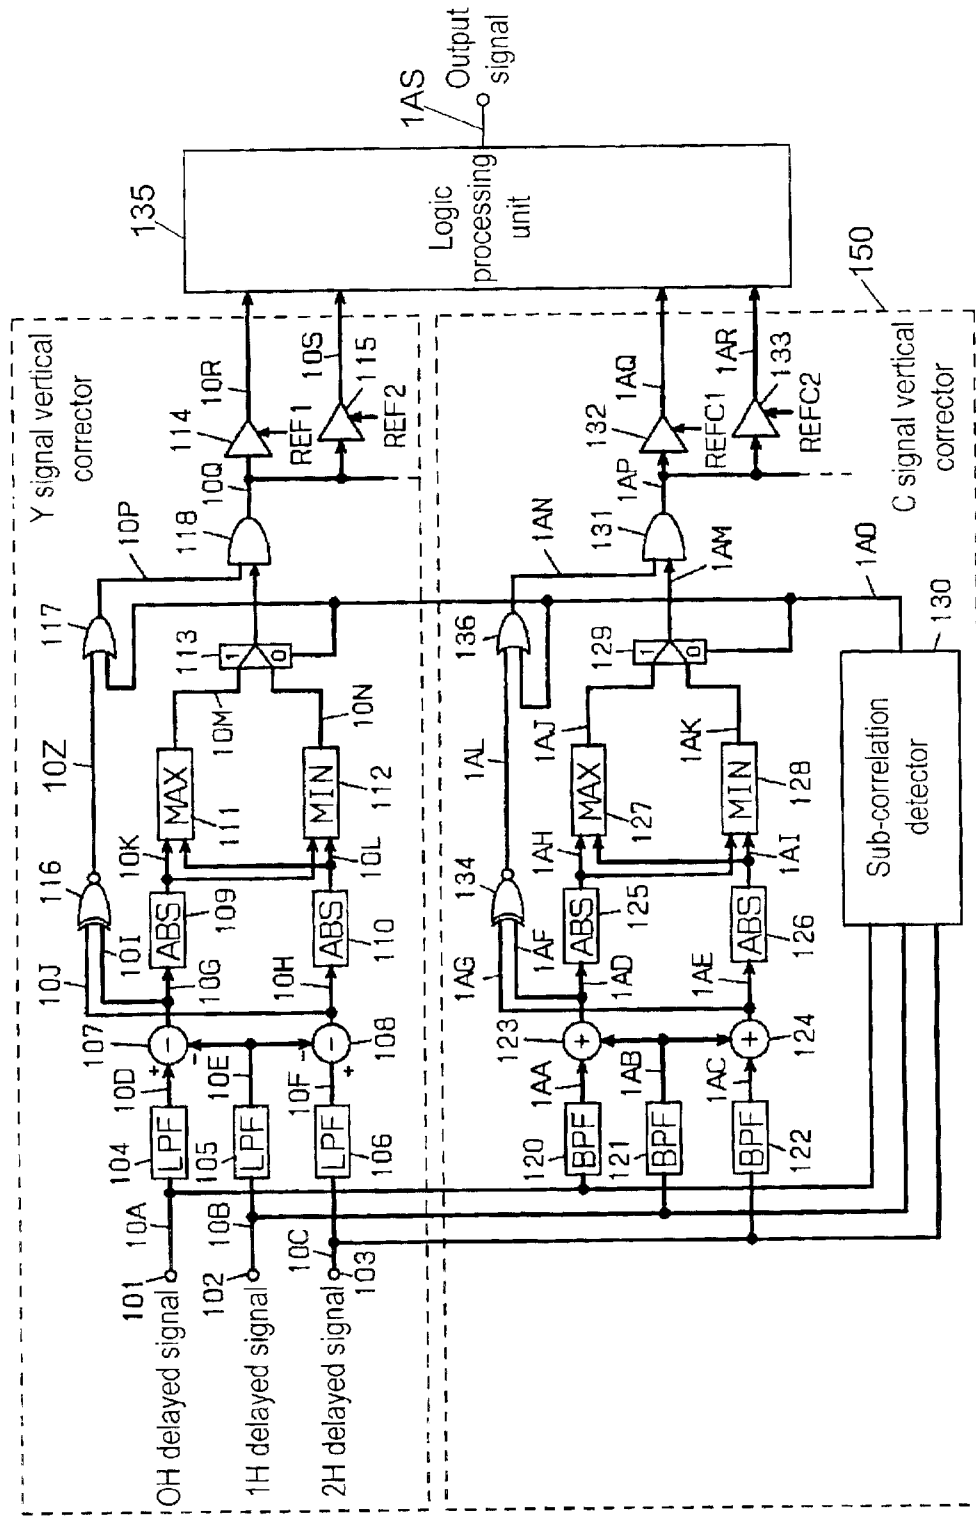 Y signal vertical
corrector
0H delayed signal
101
10A
104
LPF
10D
+
107
-
-
10J
10I
10G
116
109
ABS
10K
10Z
111
MAX
10M
113
1
0
117
10P
118
10Q
114
REF1
10R
1H delayed signal
102
10B
105
LPF
10E
2H delayed signal
103
10C
106
LPF
10F
-
+
108
-
10H
110
ABS
10L
112
MIN
10N
115
REF2
10S
135
Logic
processing
unit
1AS
Output
signal
150
C signal vertical
corrector
120
BPF
1AA
123
+
1AG
1AF
1AD
134
125
ABS
1AH
1AL
127
MAX
1AJ
129
1
0
136
1AN
131
1AM
1AP
132
REFC1
1AQ
121
BPF
1AB
122
BPF
1AC
124
+
1AE
126
ABS
1AI
128
MIN
1AK
133
REFC2
1AR
1AO
130
Sub-correlation
detector